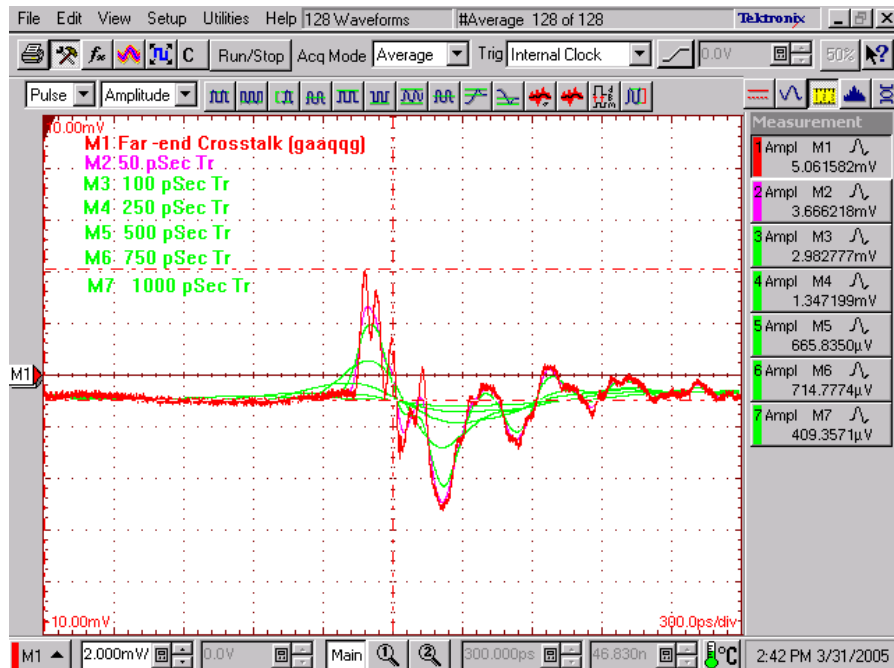 File Edit View Setup Utilities Help 128 Waveforms #Average 128 of 128 Tektronix
C Run/Stop Acq Mode Average Trig Internal Clock 0.0V 50%
Pulse Amplitude
Measurement
10.00mV
M1: Far -end Crosstalk (gaaqqg)
M2: 50 pSec Tr
M3: 100 pSec Tr
M4: 250 pSec Tr
M5: 500 pSec Tr
M6: 750 pSec Tr
M7 1000 pSec Tr
1 Ampl M1
5.061582mV
2 Ampl M2
3.666218mV
3 Ampl M3
2.982777mV
4 Ampl M4
1.347199mV
5 Ampl M5
665.8350µV
6 Ampl M6
714.7774µV
7 Ampl M7
409.3571µV
M1
-10.00mV 300.0ps/div
M1 2.000mV/ 0.0V Main 1 2 300.000ps 46.830n °C 2:42 PM 3/31/2005